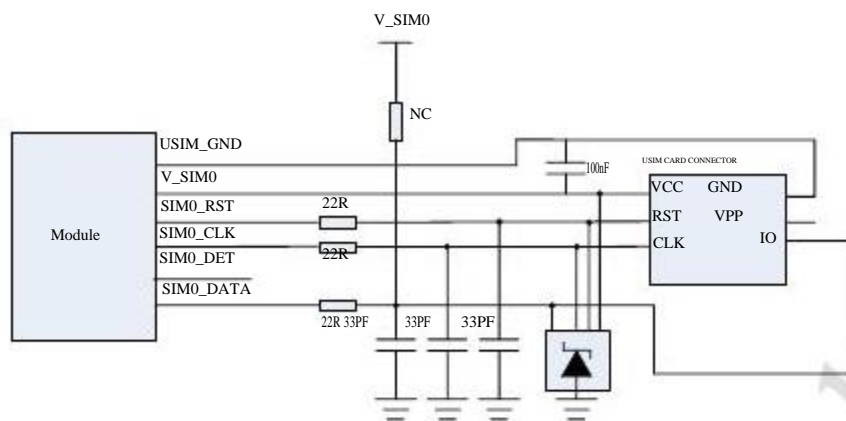 V_SIM0
NC
USIM_GND
V_SIM0
SIM0_RST
22R
SIM0_CLK
22R
SIM0_DET
SIM0_DATA
22R 33PF
33PF
33PF
Module
100nF
USIM CARD CONNECTOR
VCC GND
RST VPP
CLK IO